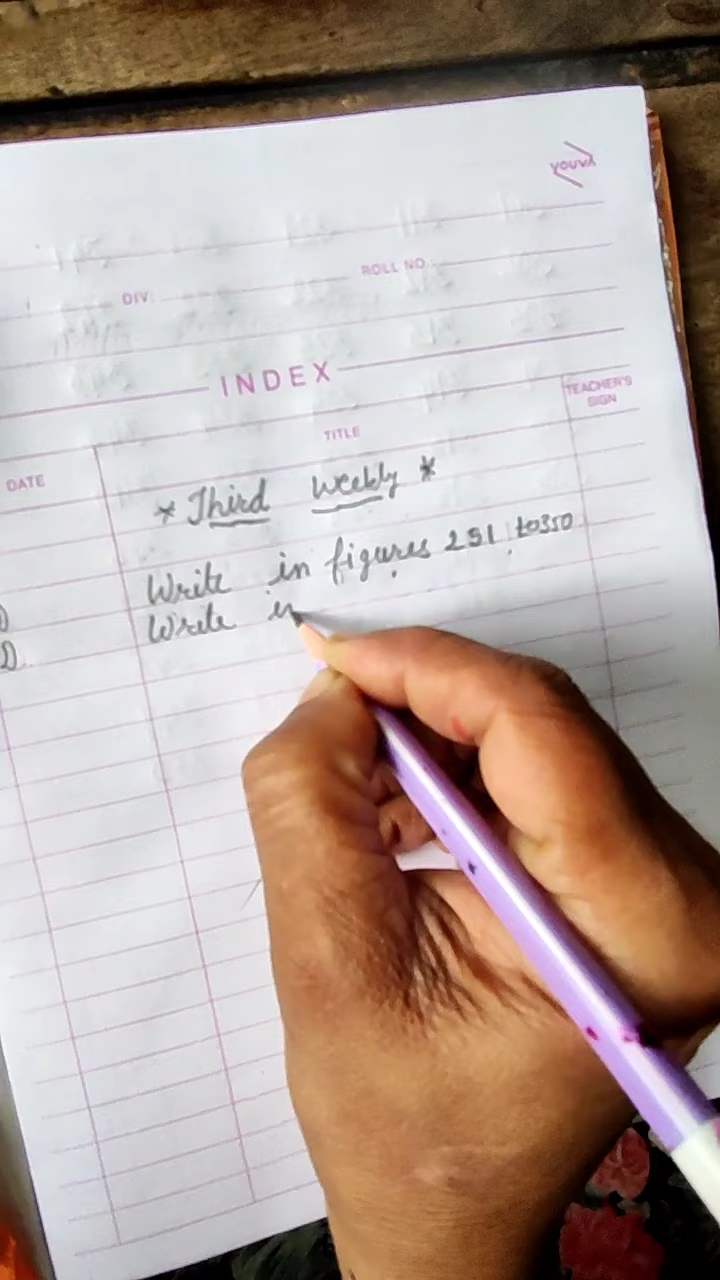 YOUVA
DIV.
ROLL NO.
INDEX
DATE
TITLE
TEACHER'S
SIGN
* Third Weekly *
Write in figures 251 to 350
Write in